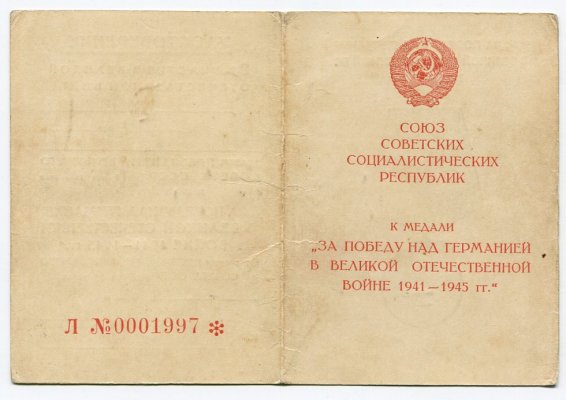 Л №0001997 *
СОЮЗ
СОВЕТСКИХ
СОЦИАЛИСТИЧЕСКИХ
РЕСПУБЛИК
К МЕДАЛИ
„ЗА ПОБЕДУ НАД ГЕРМАНИЕЙ
В ВЕЛИКОЙ ОТЕЧЕСТВЕННОЙ
ВОЙНЕ 1941—1945 гг.“